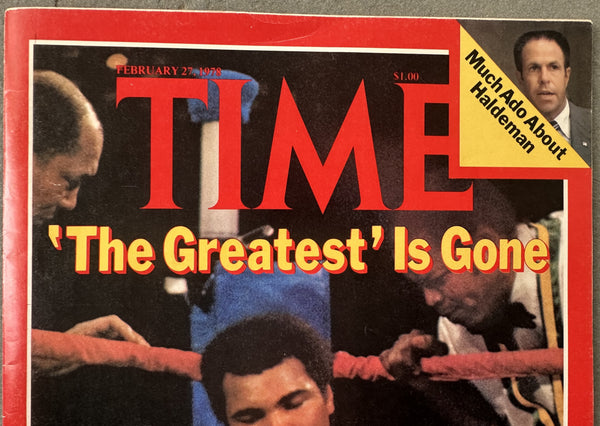 FEBRUARY 27, 1978
$1.00
TIME
Much Ado About
Haldeman
'The Greatest' Is Gone